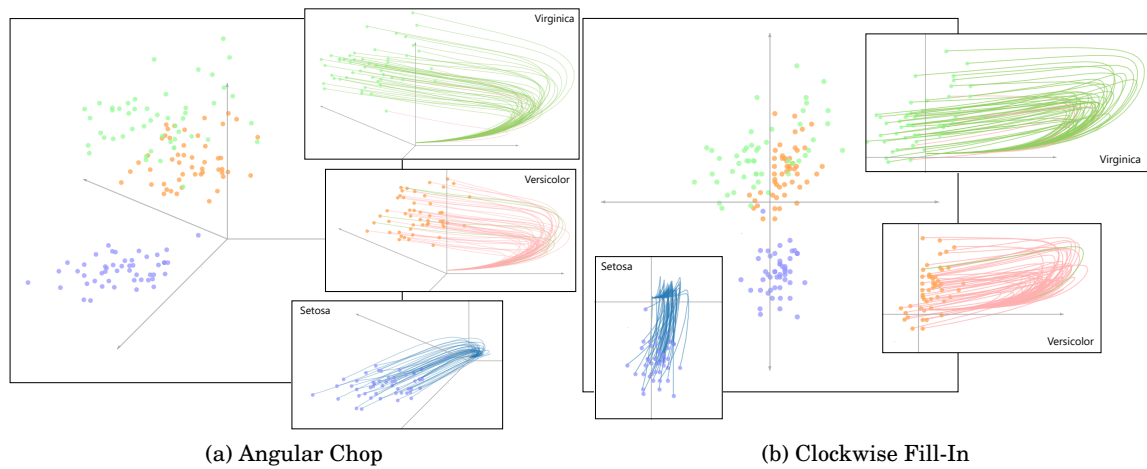 Virginica
Versicolor
Setosa
Virginica
Setosa
Versicolor
(a) Angular Chop
(b) Clockwise Fill-In